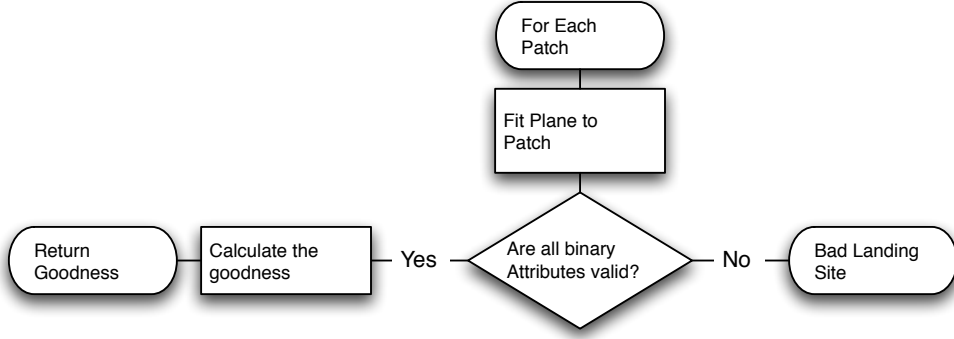 For Each
Patch
Fit Plane to
Patch
Are all binary
Attributes valid?
Yes
Calculate the
goodness
Return
Goodness
No
Bad Landing
Site